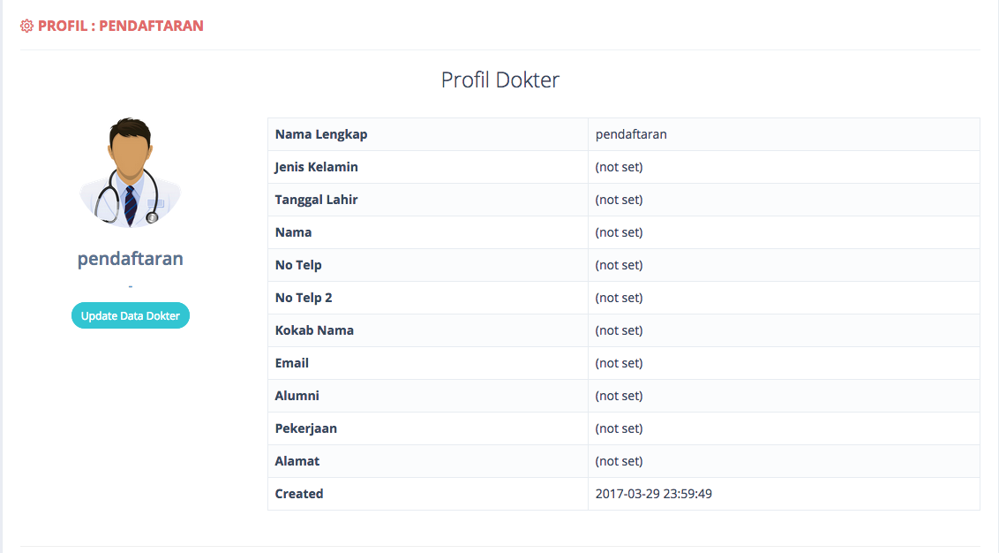 PROFIL : PENDAFTARAN
Profil Dokter
pendaftaran
-
Update Data Dokter
Nama Lengkap pendaftaran
Jenis Kelamin (not set)
Tanggal Lahir (not set)
Nama (not set)
No Telp (not set)
No Telp 2 (not set)
Kokab Nama (not set)
Email (not set)
Alumni (not set)
Pekerjaan (not set)
Alamat (not set)
Created 2017-03-29 23:59:49